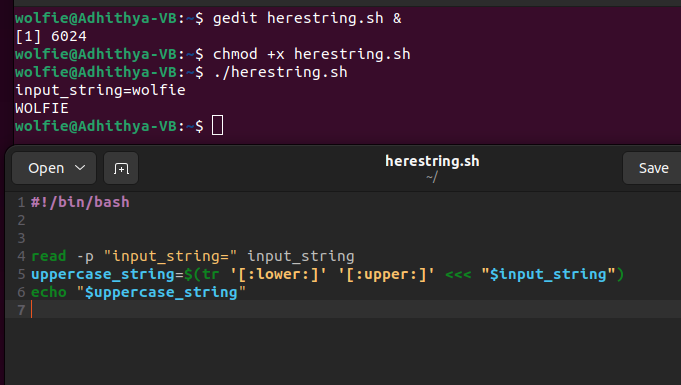 wolfie@Adhithya-VB:~$ gedit herestring.sh &
[1] 6024
wolfie@Adhithya-VB:~$ chmod +x herestring.sh
wolfie@Adhithya-VB:~$ ./herestring.sh
input_string=wolfie
WOLFIE
wolfie@Adhithya-VB:~$
Open herestring.sh Save
~/
1 #!/bin/bash
2
3
4 read -p "input_string=" input_string
5 uppercase_string=$(tr '[:lower:]' '[:upper:]' <<< "$input_string")
6 echo "$uppercase_string"
7